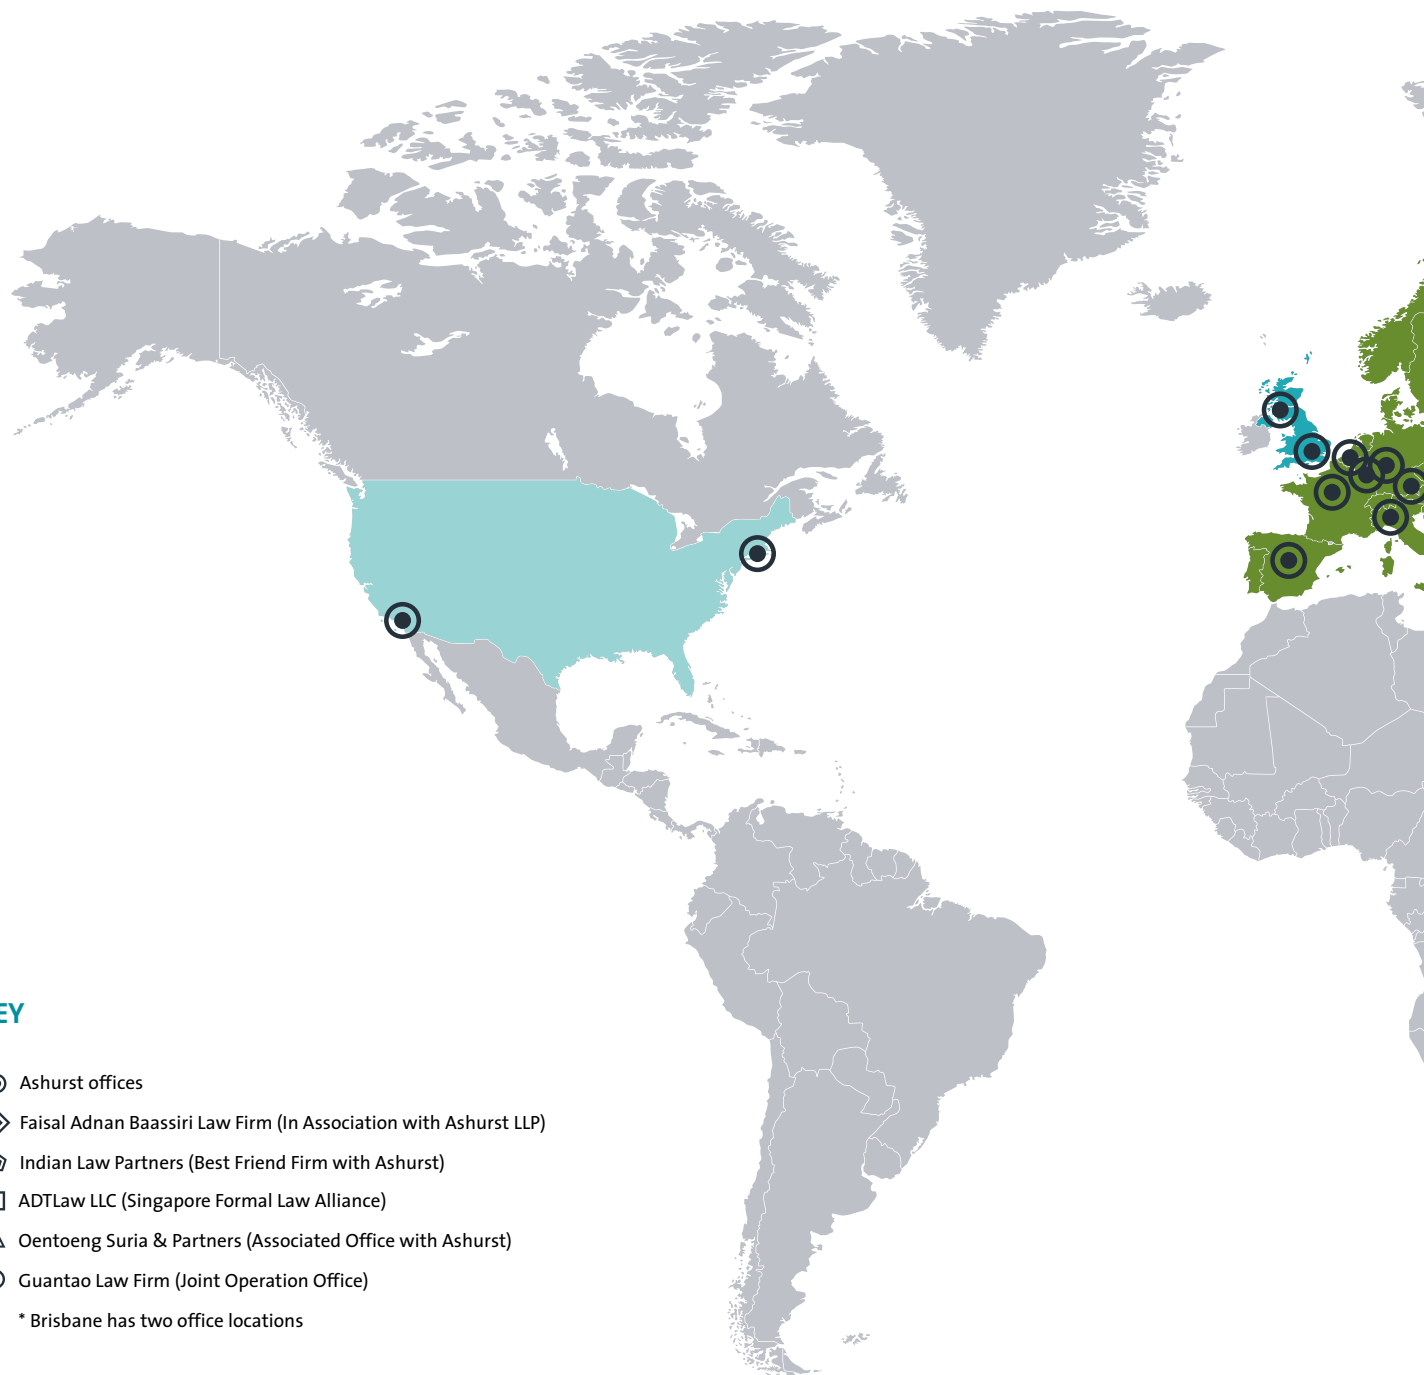 EY
Ashurst offices
Faisal Adnan Baassiri Law Firm (In Association with Ashurst LLP)
Indian Law Partners (Best Friend Firm with Ashurst)
ADTLaw LLC (Singapore Formal Law Alliance)
Oentoeng Suria & Partners (Associated Office with Ashurst)
Guantao Law Firm (Joint Operation Office)
* Brisbane has two office locations